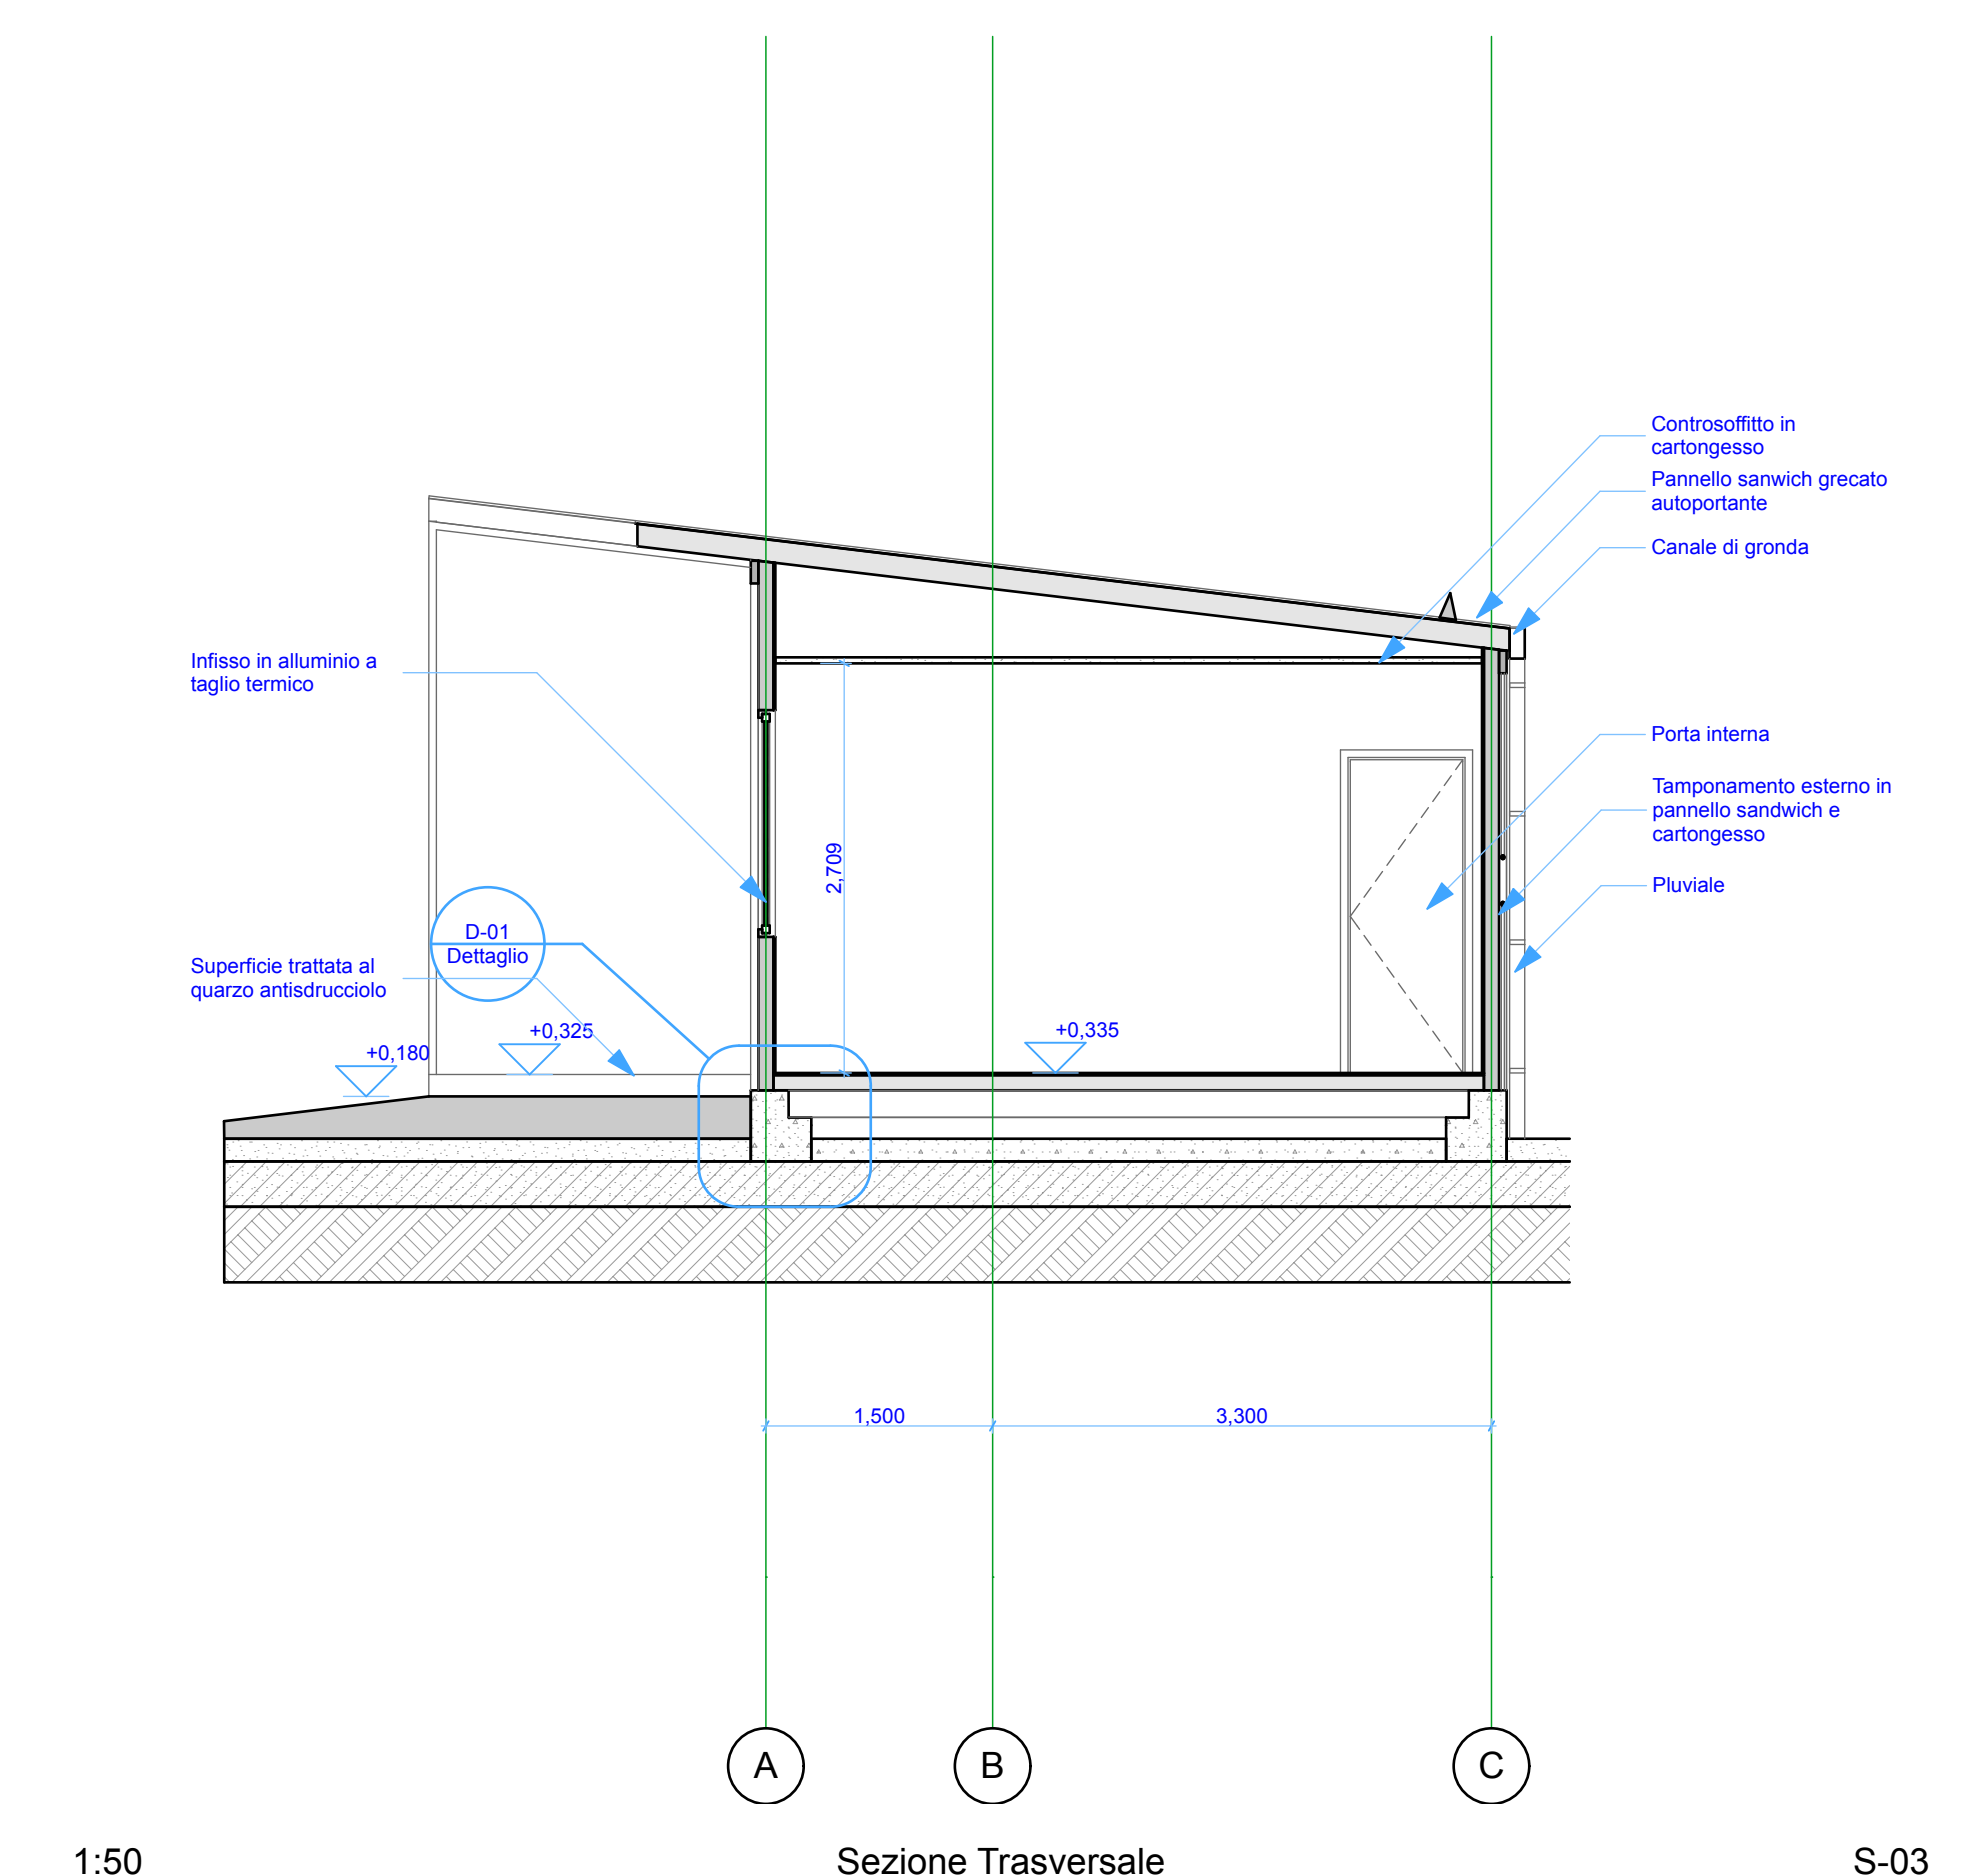 Controsoffitto in
cartongesso
Pannello sanwich grecato
autoportante
Canale di gronda
Infisso in alluminio a
taglio termico
Porta interna
Tamponamento esterno in
pannello sandwich e
cartongesso
2,709
Pluviale
D-01
Dettaglio
Superficie trattata al
quarzo antisdrucciolo
+0,325
+0,335
+0,180
1,500
3,300
A
B
C
1:50
Sezione Trasversale
S-03